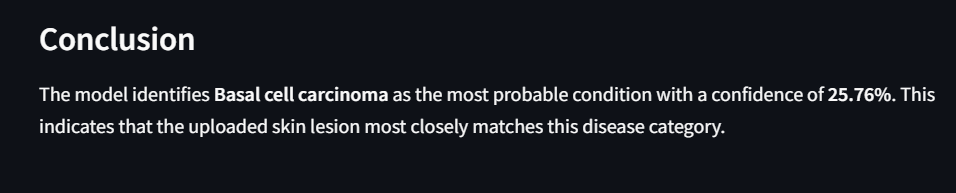 Conclusion
The model identifies Basal cell carcinoma as the most probable condition with a confidence of 25.76%. This
indicates that the uploaded skin lesion most closely matches this disease category.